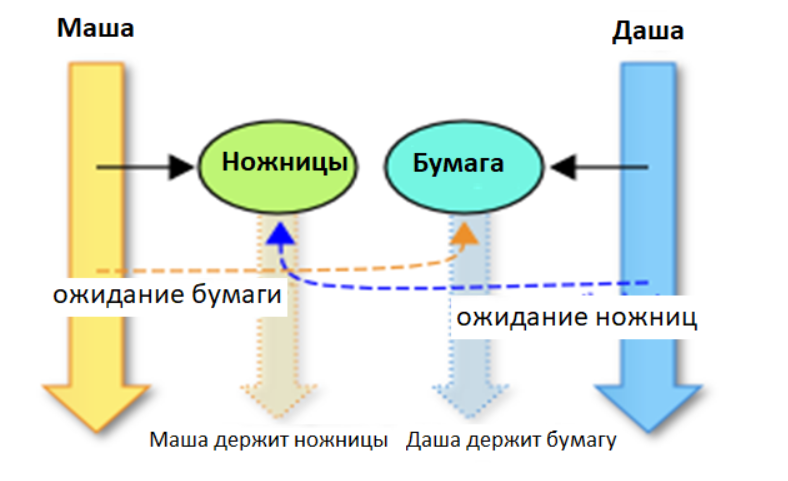 Маша
Даша
Ножницы
Бумага
ожидание бумаги
ожидание ножниц
Маша держит ножницы
Даша держит бумагу